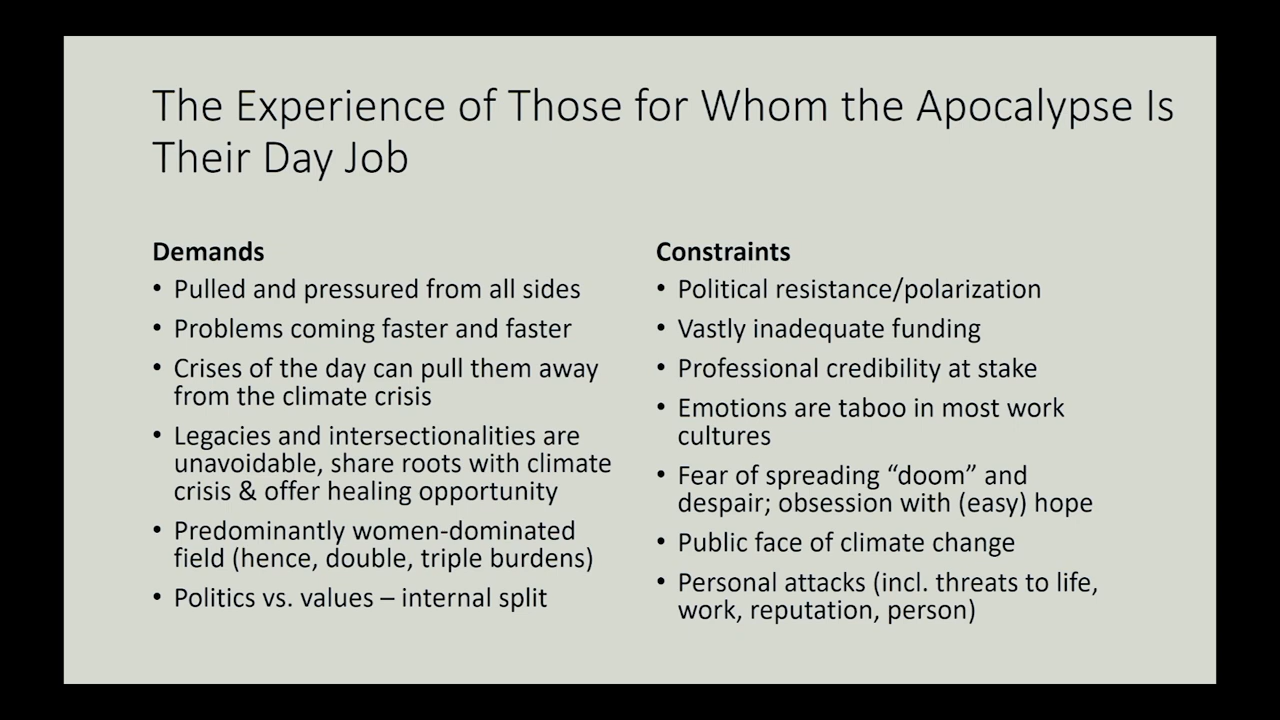 The Experience of Those for Whom the Apocalypse Is
Their Day Job
Demands
• Pulled and pressured from all sides
• Problems coming faster and faster
• Crises of the day can pull them away
from the climate crisis
• Legacies and intersectionalities are
unavoidable, share roots with climate
crisis & offer healing opportunity
• Predominantly women-dominated
field (hence, double, triple burdens)
• Politics vs. values – internal split
Constraints
• Political resistance/polarization
• Vastly inadequate funding
• Professional credibility at stake
• Emotions are taboo in most work
cultures
• Fear of spreading “doom” and
despair; obsession with (easy) hope
• Public face of climate change
• Personal attacks (incl. threats to life,
work, reputation, person)